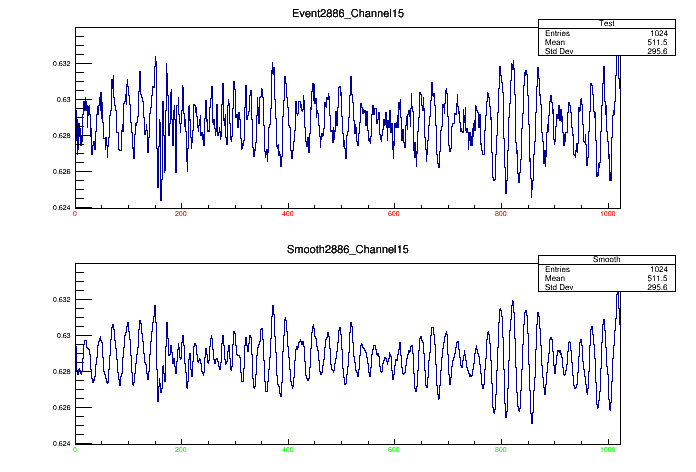 Event2886_Channel15
Test
Entries 1024
Mean 511.5
Std Dev 295.6
0.632
0.63
0.628
0.626
0.624
0 200 400 600 800 1000
Smooth2886_Channel15
Smooth
Entries 1024
Mean 511.5
Std Dev 295.6
0.632
0.63
0.628
0.626
0.624
0 200 400 600 800 1000